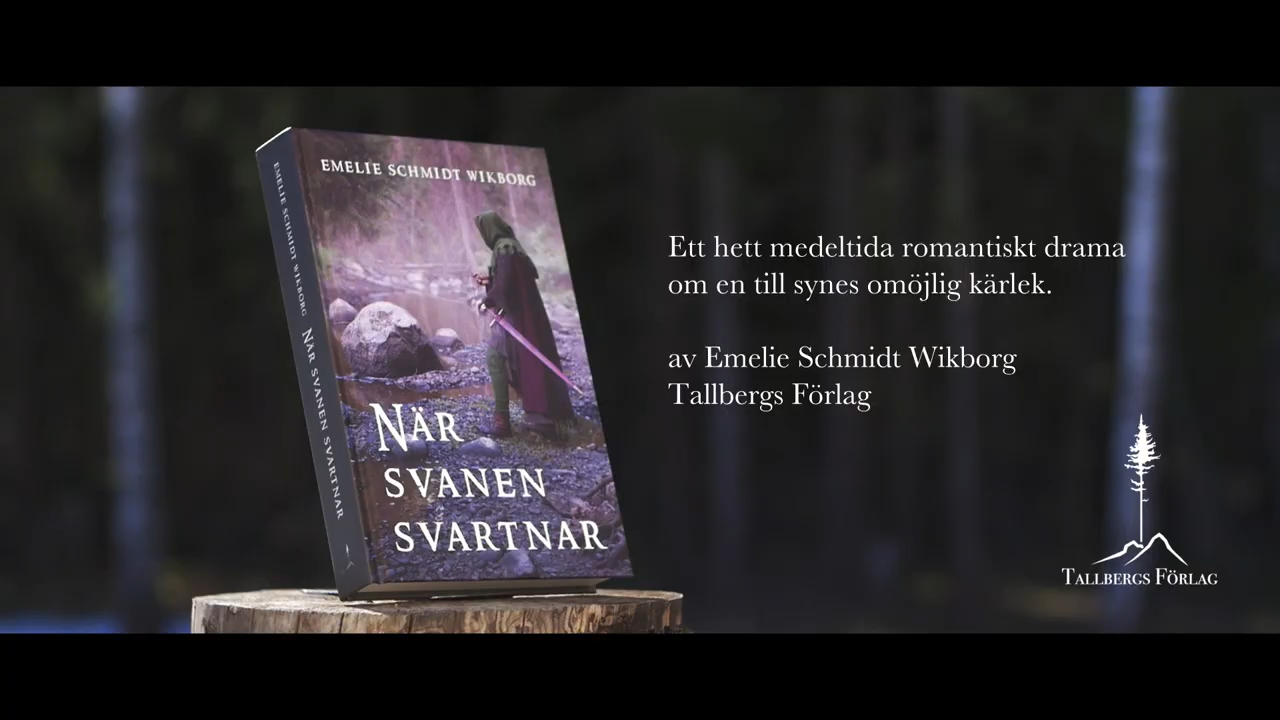 EMELIE SCHMIDT WIKBORG
EMELIE SCHMIDT WIKBORG NÄR SVANEN SVARTNAR
NÄR
SVANEN
SVARTNAR
Ett hett medeltida romantiskt drama
om en till synes omöjlig kärlek.
av Emelie Schmidt Wikborg
Tallbergs Förlag
TALLBERGS FÖRLAG